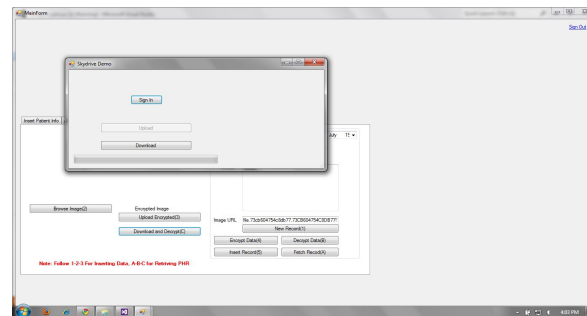 MainForm
Sign Out
Skydrive Demo
Sign In
Upload
Download
Insert Patient Info
July 15
Browse Image(2)
Encrypted Image
Upload Encrypted(3)
Download and Decrypt(C)
Image URL
New Record(1)
Encrypt Data(4)
Decrypt Data(B)
Insert Record(5)
Fetch Record(A)
Note: Follow 1-2-3 For Inserting Data, A-B-C for Retriving PHR
4:03 PM